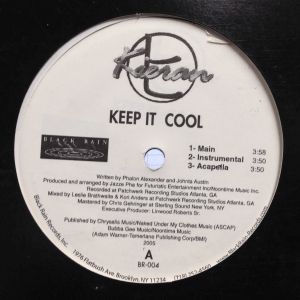 Kieran
KEEP IT COOL
BLACK RAIN
1- Main 3:58
2- Instrumental 3:50
3- Acapella 3:50
Written by Phalon Alexander and Johnta Austin
Produced and arranged by Jazze Pha for Futuristic Entertainment Inc/Noontime Music Inc.
Recorded at Patchwork Recording Studios Atlanta, GA
Mixed by Leslie Brathwaite & Kori Anders at Patchwork Recording Studios Atlanta, GA
Mastered by Chris Gehringer at Sterling Sound New York, NY
Executive Producer: Linwood Roberts Sr.
Published by Chrysalis Music/Naked Under My Clothes Music (ASCAP)
Bubba Gee Music/Noontime Music
(Adam Warner-Tamerlane Publishing Corp/BMI)
2005
A
BR-004
Black Rain Records Inc. 1976 Flatbush Ave. Brooklyn, NY 11234